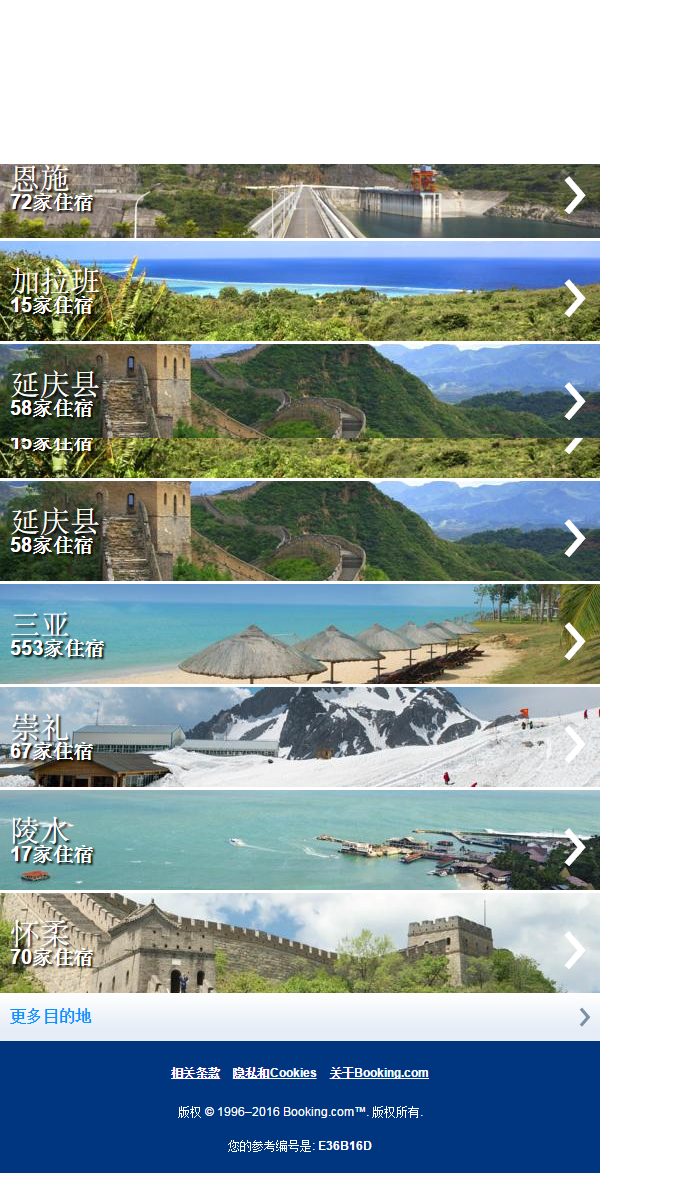 恩施
72家住宿
加拉班
15家住宿
延庆县
58家住宿
15家住宿
延庆县
58家住宿
三亚
553家住宿
崇礼
67家住宿
陵水
17家住宿
怀柔
70家住宿
更多目的地
相关条款 隐私和Cookies 关于Booking.com
版权 © 1996–2016 Booking.com™. 版权所有.
您的参考编号是: E36B16D